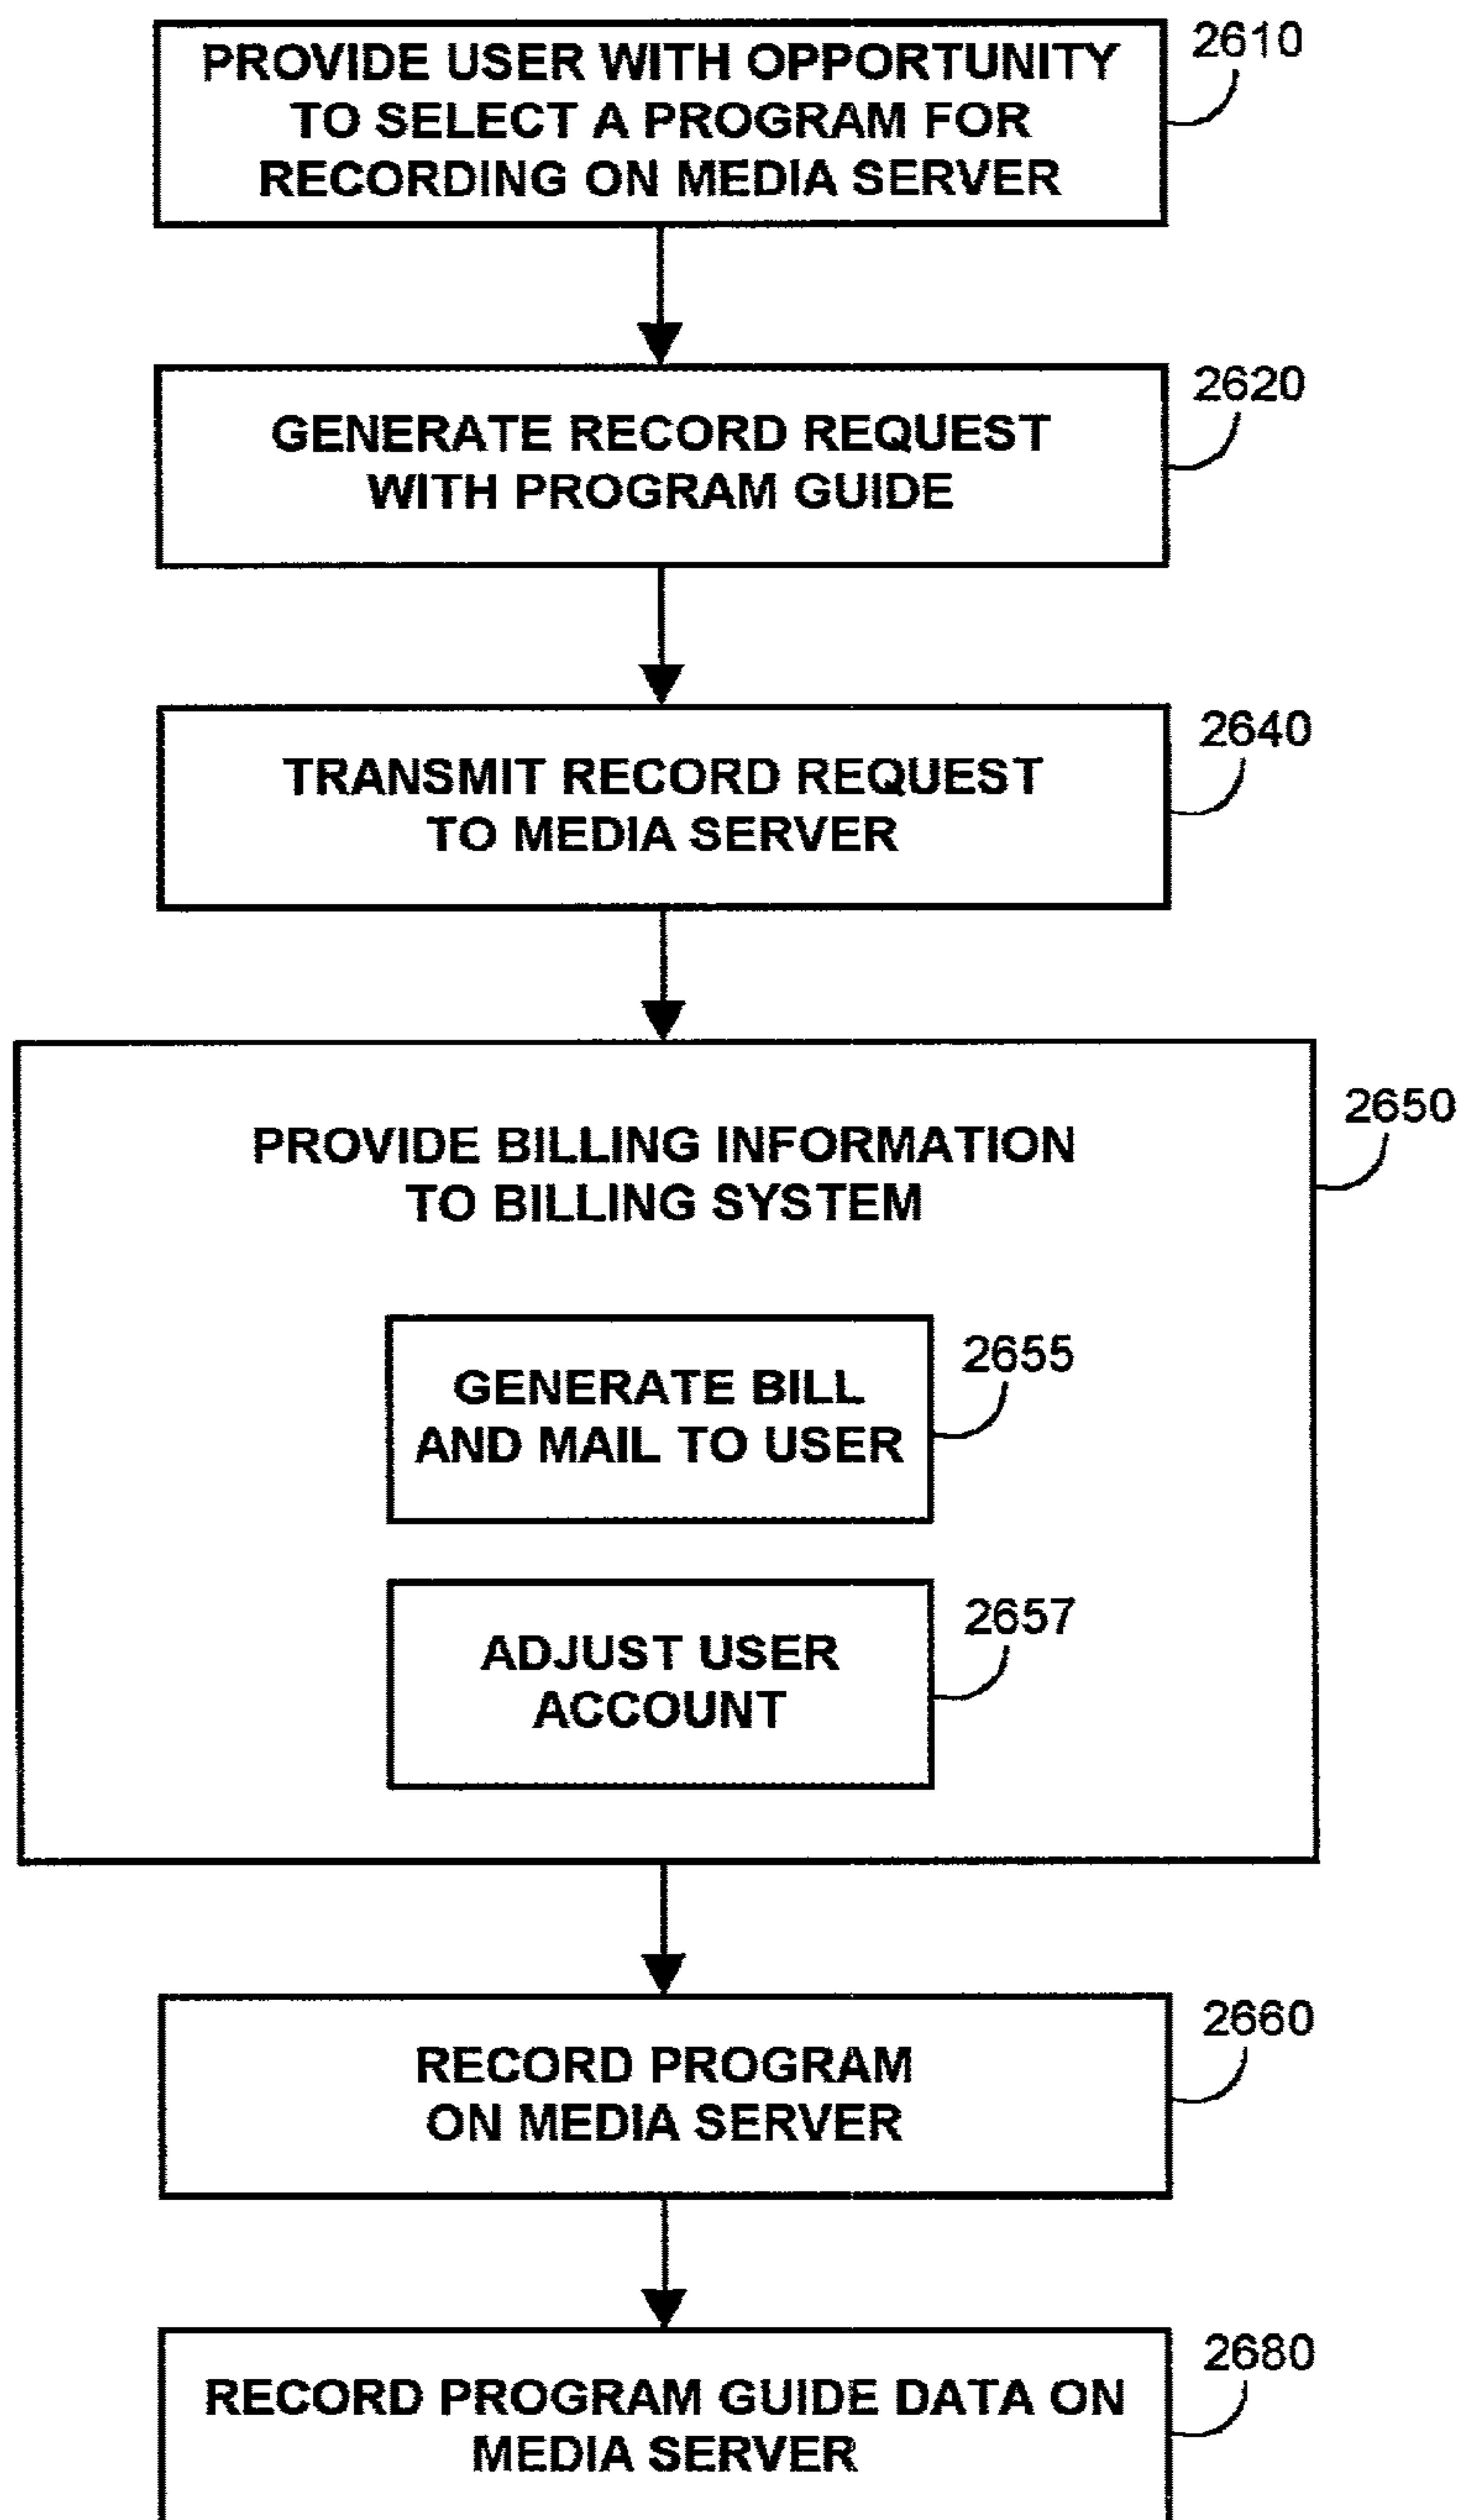 PROVIDE USER WITH OPPORTUNITY
TO SELECT A PROGRAM FOR
RECORDING ON MEDIA SERVER
2610
GENERATE RECORD REQUEST
WITH PROGRAM GUIDE
2620
TRANSMIT RECORD REQUEST
TO MEDIA SERVER
2640
PROVIDE BILLING INFORMATION
TO BILLING SYSTEM
2650
GENERATE BILL
AND MAIL TO USER
2655
ADJUST USER
ACCOUNT
2657
RECORD PROGRAM
ON MEDIA SERVER
2660
RECORD PROGRAM GUIDE DATA ON
MEDIA SERVER
2680